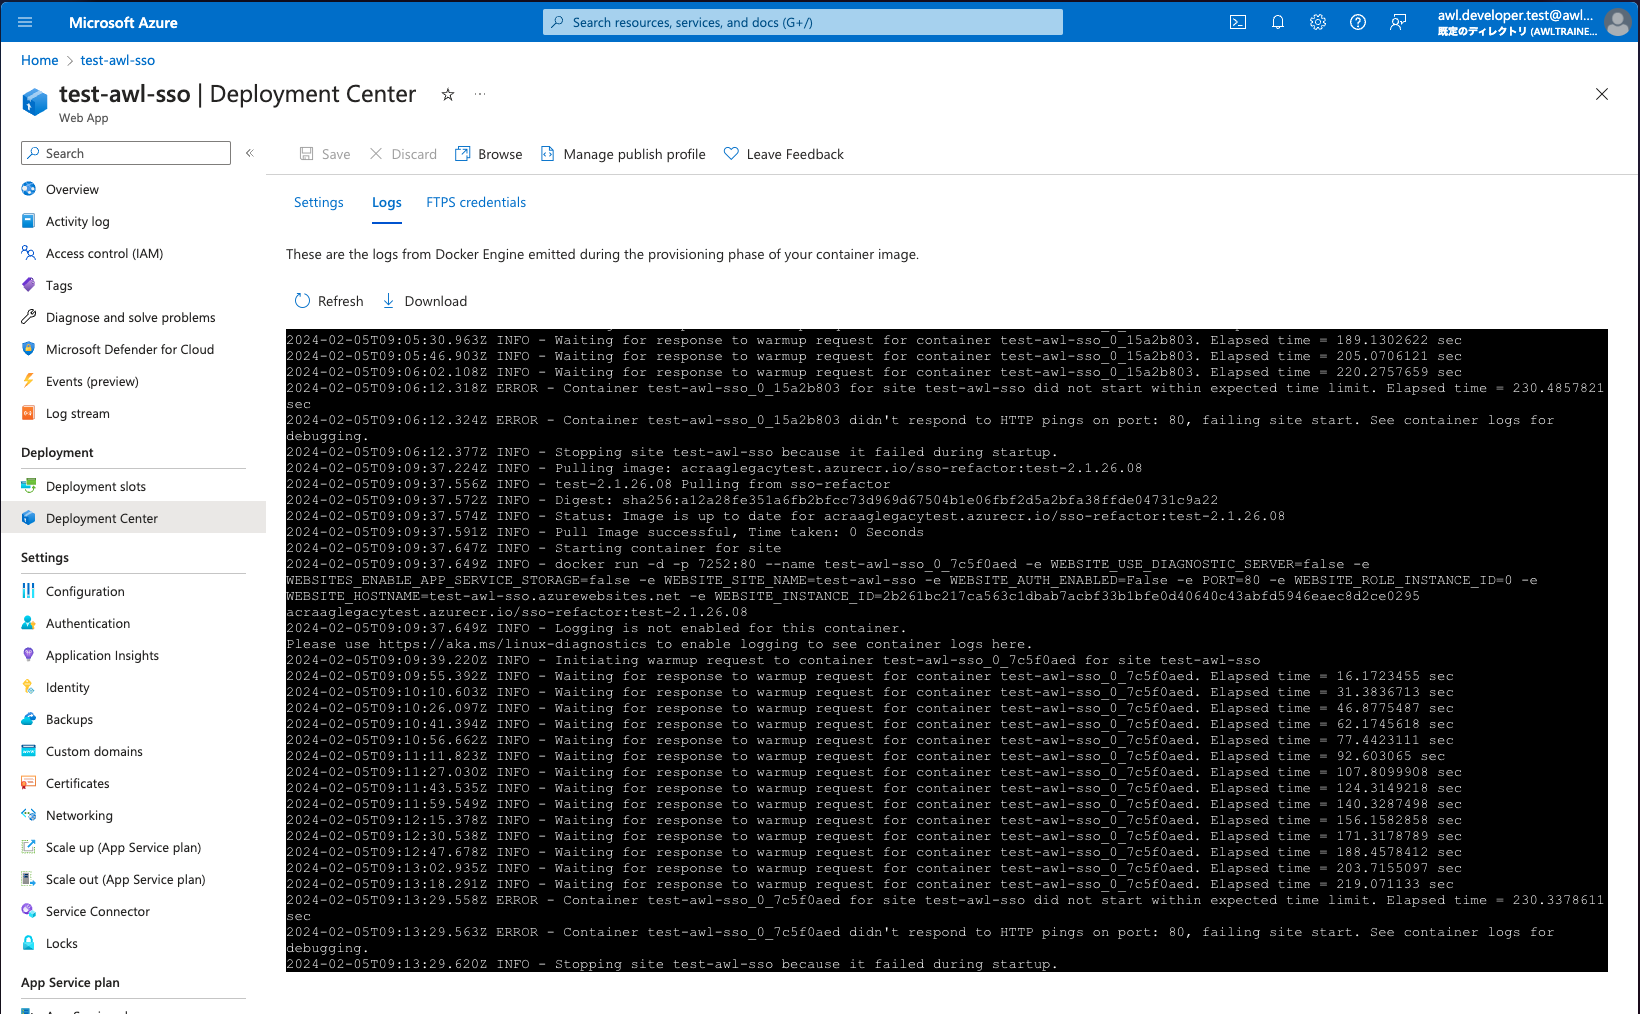 Microsoft Azure
Search resources, services, and docs (G+/)
awl.developer.test@awl...
既定のディレクトリ (AWLTRAINE...
Home > test-awl-sso
test-awl-sso | Deployment Center
Web App
Search
Save
Discard
Browse
Manage publish profile
Leave Feedback
Overview
Activity log
Access control (IAM)
Tags
Diagnose and solve problems
Microsoft Defender for Cloud
Events (preview)
Log stream
Deployment
Deployment slots
Deployment Center
Settings
Configuration
Authentication
Application Insights
Identity
Backups
Custom domains
Certificates
Networking
Scale up (App Service plan)
Scale out (App Service plan)
Service Connector
Locks
App Service plan
Settings
Logs
FTPS credentials
These are the logs from Docker Engine emitted during the provisioning phase of your container image.
Refresh
Download
2024-02-05T09:05:30.963Z INFO - Waiting for response to warmup request for container test-awl-sso_0_15a2b803. Elapsed time = 189.1302622 sec
2024-02-05T09:05:46.903Z INFO - Waiting for response to warmup request for container test-awl-sso_0_15a2b803. Elapsed time = 205.0706121 sec
2024-02-05T09:06:02.108Z INFO - Waiting for response to warmup request for container test-awl-sso_0_15a2b803. Elapsed time = 220.2757659 sec
2024-02-05T09:06:12.318Z ERROR - Container test-awl-sso_0_15a2b803 for site test-awl-sso did not start within expected time limit. Elapsed time = 230.4857821
sec
2024-02-05T09:06:12.324Z ERROR - Container test-awl-sso_0_15a2b803 didn't respond to HTTP pings on port: 80, failing site start. See container logs for
debugging.
2024-02-05T09:06:12.377Z INFO - Stopping site test-awl-sso because it failed during startup.
2024-02-05T09:09:37.224Z INFO - Pulling image: acraaglegacytest.azurecr.io/sso-refactor:test-2.1.26.08
2024-02-05T09:09:37.556Z INFO - test-2.1.26.08 Pulling from sso-refactor
2024-02-05T09:09:37.572Z INFO - Digest: sha256:a12a28fe351a6fb2bfcc73d969d67504b1e06fbf2d5a2bfa38ffde04731c9a22
2024-02-05T09:09:37.574Z INFO - Status: Image is up to date for acraaglegacytest.azurecr.io/sso-refactor:test-2.1.26.08
2024-02-05T09:09:37.591Z INFO - Pull Image successful, Time taken: 0 Seconds
2024-02-05T09:09:37.647Z INFO - Starting container for site
2024-02-05T09:09:37.649Z INFO - docker run -d -p 7252:80 --name test-awl-sso_0_7c5f0aed -e WEBSITE_USE_DIAGNOSTIC_SERVER=false -e
WEBSITES_ENABLE_APP_SERVICE_STORAGE=false -e WEBSITE_SITE_NAME=test-awl-sso -e WEBSITE_AUTH_ENABLED=False -e PORT=80 -e WEBSITE_ROLE_INSTANCE_ID=0 -e
WEBSITE_HOSTNAME=test-awl-sso.azurewebsites.net -e WEBSITE_INSTANCE_ID=2b261bc217ca563c1dbab7acbf33b1bfe0d40640c43abfd5946eaec8d2ce0295
acraaglegacytest.azurecr.io/sso-refactor:test-2.1.26.08
2024-02-05T09:09:37.649Z INFO - Logging is not enabled for this container.
Please use https://aka.ms/linux-diagnostics to enable logging to see container logs here.
2024-02-05T09:09:39.220Z INFO - Initiating warmup request to container test-awl-sso_0_7c5f0aed for site test-awl-sso
2024-02-05T09:09:55.392Z INFO - Waiting for response to warmup request for container test-awl-sso_0_7c5f0aed. Elapsed time = 16.1723455 sec
2024-02-05T09:10:10.603Z INFO - Waiting for response to warmup request for container test-awl-sso_0_7c5f0aed. Elapsed time = 31.3836713 sec
2024-02-05T09:10:26.097Z INFO - Waiting for response to warmup request for container test-awl-sso_0_7c5f0aed. Elapsed time = 46.8775487 sec
2024-02-05T09:10:41.394Z INFO - Waiting for response to warmup request for container test-awl-sso_0_7c5f0aed. Elapsed time = 62.1745618 sec
2024-02-05T09:10:56.662Z INFO - Waiting for response to warmup request for container test-awl-sso_0_7c5f0aed. Elapsed time = 77.4423111 sec
2024-02-05T09:11:11.823Z INFO - Waiting for response to warmup request for container test-awl-sso_0_7c5f0aed. Elapsed time = 92.603065 sec
2024-02-05T09:11:27.030Z INFO - Waiting for response to warmup request for container test-awl-sso_0_7c5f0aed. Elapsed time = 107.8099908 sec
2024-02-05T09:11:43.535Z INFO - Waiting for response to warmup request for container test-awl-sso_0_7c5f0aed. Elapsed time = 124.3149218 sec
2024-02-05T09:11:59.549Z INFO - Waiting for response to warmup request for container test-awl-sso_0_7c5f0aed. Elapsed time = 140.3287498 sec
2024-02-05T09:12:15.378Z INFO - Waiting for response to warmup request for container test-awl-sso_0_7c5f0aed. Elapsed time = 156.1582858 sec
2024-02-05T09:12:30.538Z INFO - Waiting for response to warmup request for container test-awl-sso_0_7c5f0aed. Elapsed time = 171.3178789 sec
2024-02-05T09:12:47.678Z INFO - Waiting for response to warmup request for container test-awl-sso_0_7c5f0aed. Elapsed time = 188.4578412 sec
2024-02-05T09:13:02.935Z INFO - Waiting for response to warmup request for container test-awl-sso_0_7c5f0aed. Elapsed time = 203.7155097 sec
2024-02-05T09:13:18.291Z INFO - Waiting for response to warmup request for container test-awl-sso_0_7c5f0aed. Elapsed time = 219.071133 sec
2024-02-05T09:13:29.558Z ERROR - Container test-awl-sso_0_7c5f0aed for site test-awl-sso did not start within expected time limit. Elapsed time = 230.3378611
sec
2024-02-05T09:13:29.563Z ERROR - Container test-awl-sso_0_7c5f0aed didn't respond to HTTP pings on port: 80, failing site start. See container logs for
debugging.
2024-02-05T09:13:29.620Z INFO - Stopping site test-awl-sso because it failed during startup.